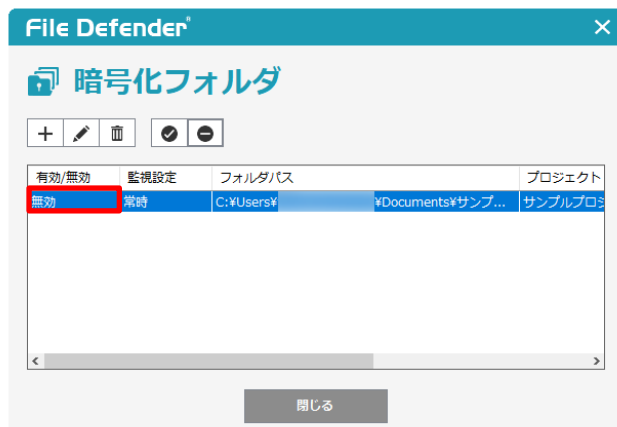 File Defender®
暗号化フォルダ
有効/無効 監視設定 フォルダパス プロジェクト
無効 常時 C:¥Users¥ ¥Documents¥サンプ... サンプルプロジ
閉じる